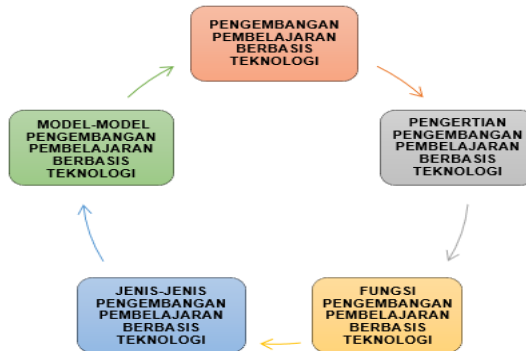 PENGEMBANGAN
PEMBELAJARAN
BERBASIS
TEKNOLOGI
PENGERTIAN
PENGEMBANGAN
PEMBELAJARAN
BERBASIS
TEKNOLOGI
FUNGSI
PENGEMBANGAN
PEMBELAJARAN
BERBASIS
TEKNOLOGI
JENIS-JENIS
PENGEMBANGAN
PEMBELAJARAN
BERBASIS
TEKNOLOGI
MODEL-MODEL
PENGEMBANGAN
PEMBELAJARAN
BERBASIS
TEKNOLOGI